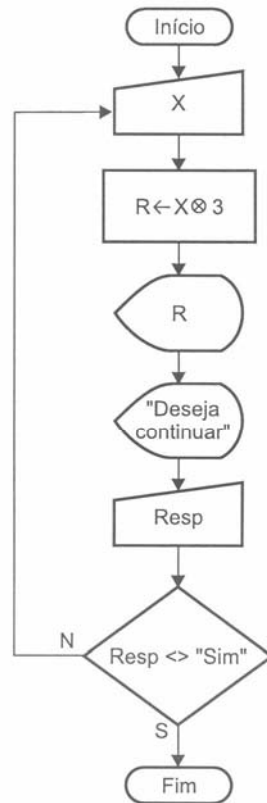 Início
X
R←X⊗3
R
"Deseja
continuar"
Resp
Resp <> "Sim"
N
S
Fim